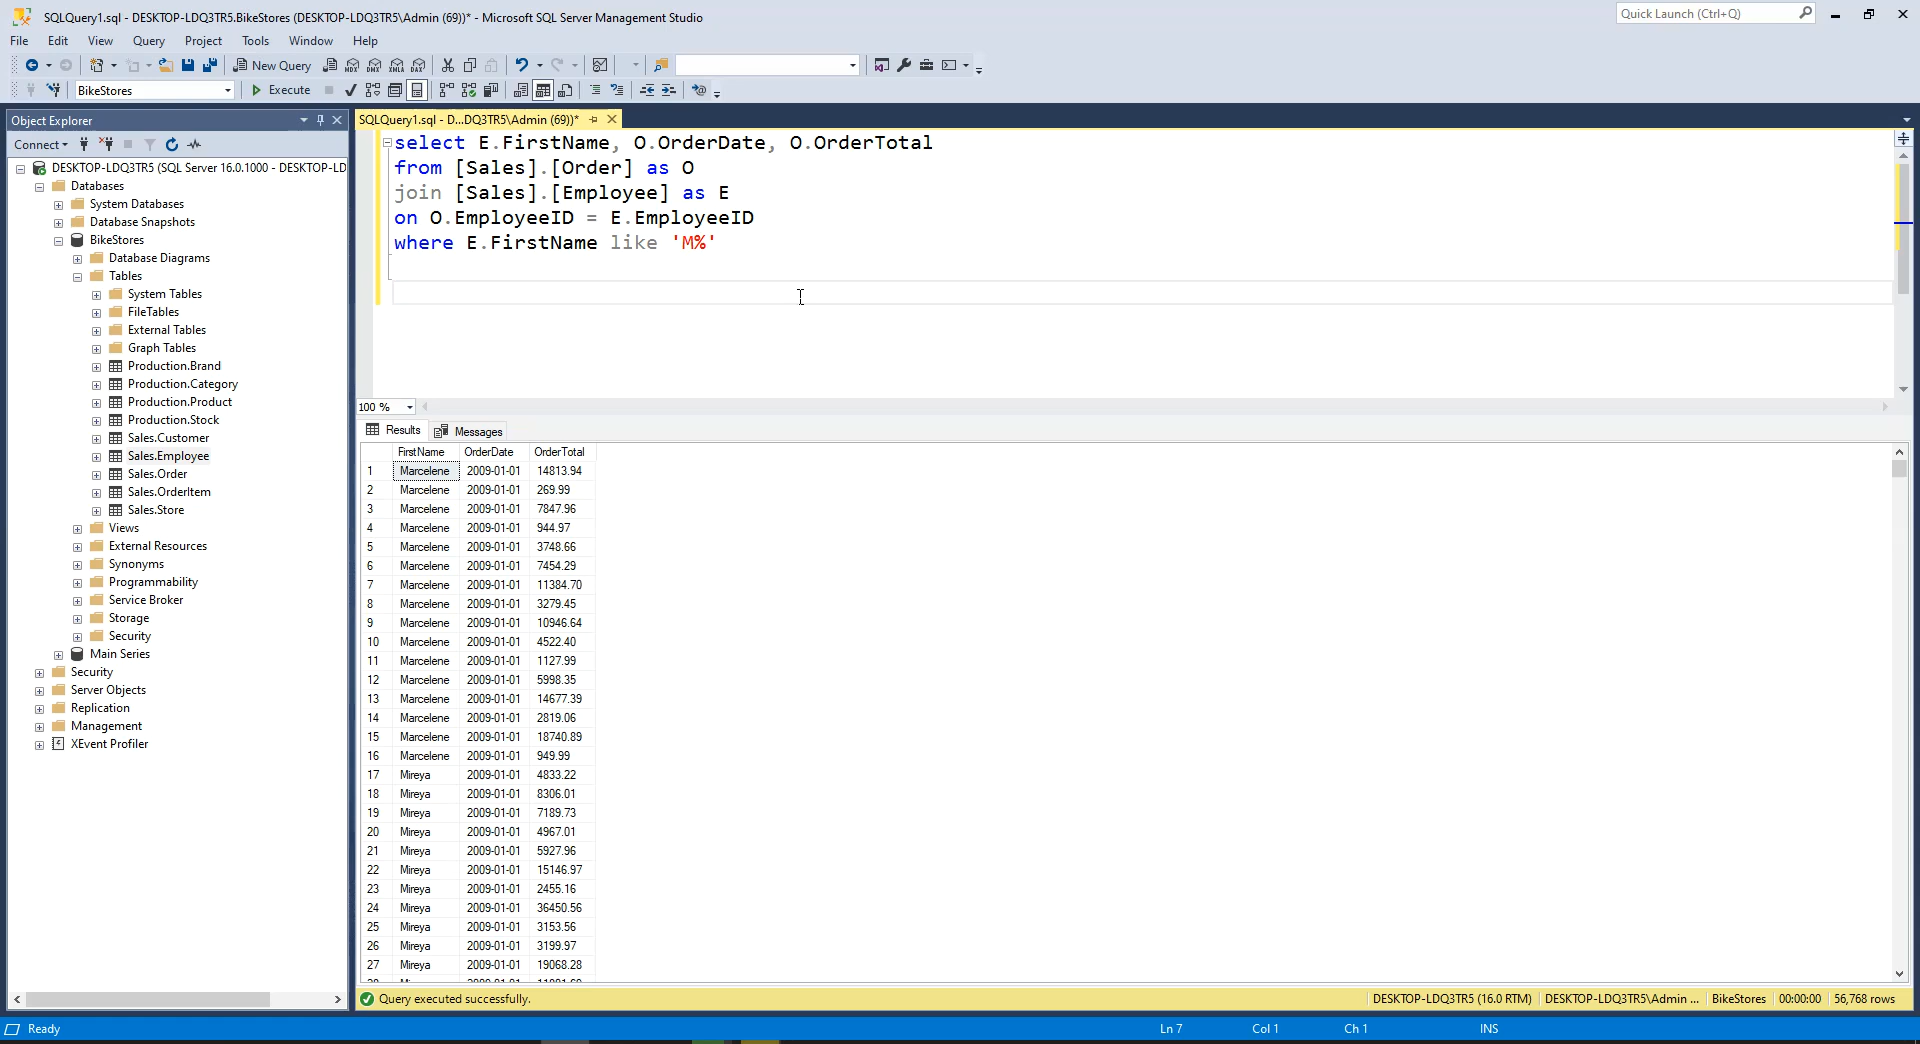 SQLQuery1.sql - DESKTOP-LDQ3TR5.BikeStores (DESKTOP-LDQ3TR5\Admin (69))* - Microsoft SQL Server Management Studio
Quick Launch (Ctrl+Q)
File Edit View Query Project Tools Window Help
New Query
MDX DMX XMLA DAX
BikeStores
Execute
Object Explorer
SQLQuery1.sql - D...DQ3TR5\Admin (69))*
Connect
DESKTOP-LDQ3TR5 (SQL Server 16.0.1000 - DESKTOP-LD
Databases
System Databases
Database Snapshots
BikeStores
Database Diagrams
Tables
System Tables
FileTables
External Tables
Graph Tables
Production.Brand
Production.Category
Production.Product
Production.Stock
Sales.Customer
Sales.Employee
Sales.Order
Sales.OrderItem
Sales.Store
Views
External Resources
Synonyms
Programmability
Service Broker
Storage
Security
Main Series
Security
Server Objects
Replication
Management
XEvent Profiler
select E.FirstName, O.OrderDate, O.OrderTotal
from [Sales].[Order] as O
join [Sales].[Employee] as E
on O.EmployeeID = E.EmployeeID
where E.FirstName like 'M%'
100 %
Results Messages
FirstName OrderDate OrderTotal
1 Marcelene 2009-01-01 14813.94
2 Marcelene 2009-01-01 269.99
3 Marcelene 2009-01-01 7847.96
4 Marcelene 2009-01-01 944.97
5 Marcelene 2009-01-01 3748.66
6 Marcelene 2009-01-01 7454.29
7 Marcelene 2009-01-01 11384.70
8 Marcelene 2009-01-01 3279.45
9 Marcelene 2009-01-01 10946.64
10 Marcelene 2009-01-01 4522.40
11 Marcelene 2009-01-01 1127.99
12 Marcelene 2009-01-01 5998.35
13 Marcelene 2009-01-01 14677.39
14 Marcelene 2009-01-01 2819.06
15 Marcelene 2009-01-01 18740.89
16 Marcelene 2009-01-01 949.99
17 Mireya 2009-01-01 4833.22
18 Mireya 2009-01-01 8306.01
19 Mireya 2009-01-01 7189.73
20 Mireya 2009-01-01 4967.01
21 Mireya 2009-01-01 5927.96
22 Mireya 2009-01-01 15146.97
23 Mireya 2009-01-01 2455.16
24 Mireya 2009-01-01 36450.56
25 Mireya 2009-01-01 3153.56
26 Mireya 2009-01-01 3199.97
27 Mireya 2009-01-01 19068.28
Query executed successfully.
DESKTOP-LDQ3TR5 (16.0 RTM) DESKTOP-LDQ3TR5\Admin ... BikeStores 00:00:00 56,768 rows
Ready Ln 7 Col 1 Ch 1 INS